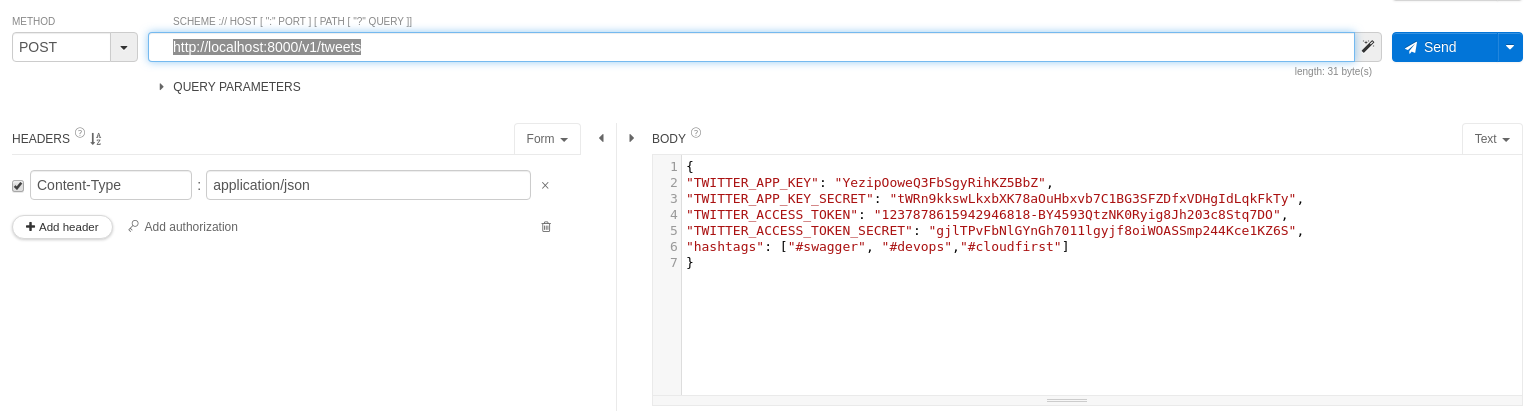 METHOD
SCHEME :// HOST [ ":" PORT ] [ PATH [ "?" QUERY ]]
POST
http://localhost:8000/v1/tweets
Send
length: 31 byte(s)
QUERY PARAMETERS
HEADERS
Form
Content-Type : application/json ×
Add header
Add authorization
BODY
Text
1 {
2 "TWITTER_APP_KEY": "YezipOoweQ3FbSgyRihKZ5BbZ",
3 "TWITTER_APP_KEY_SECRET": "tWRn9kkswLkxbXK78aOuHbxvb7C1BG3SFZDfxVDHgIdLqkFkTy",
4 "TWITTER_ACCESS_TOKEN": "1237878615942946818-BY4593QtzNK0Ryig8Jh203c8Stq7DO",
5 "TWITTER_ACCESS_TOKEN_SECRET": "gjlTPvFbNlGYnGh7011lgyjf8oiWOASSmp244Kce1KZ6S",
6 "hashtags": ["#swagger", "#devops","#cloudfirst"]
7 }